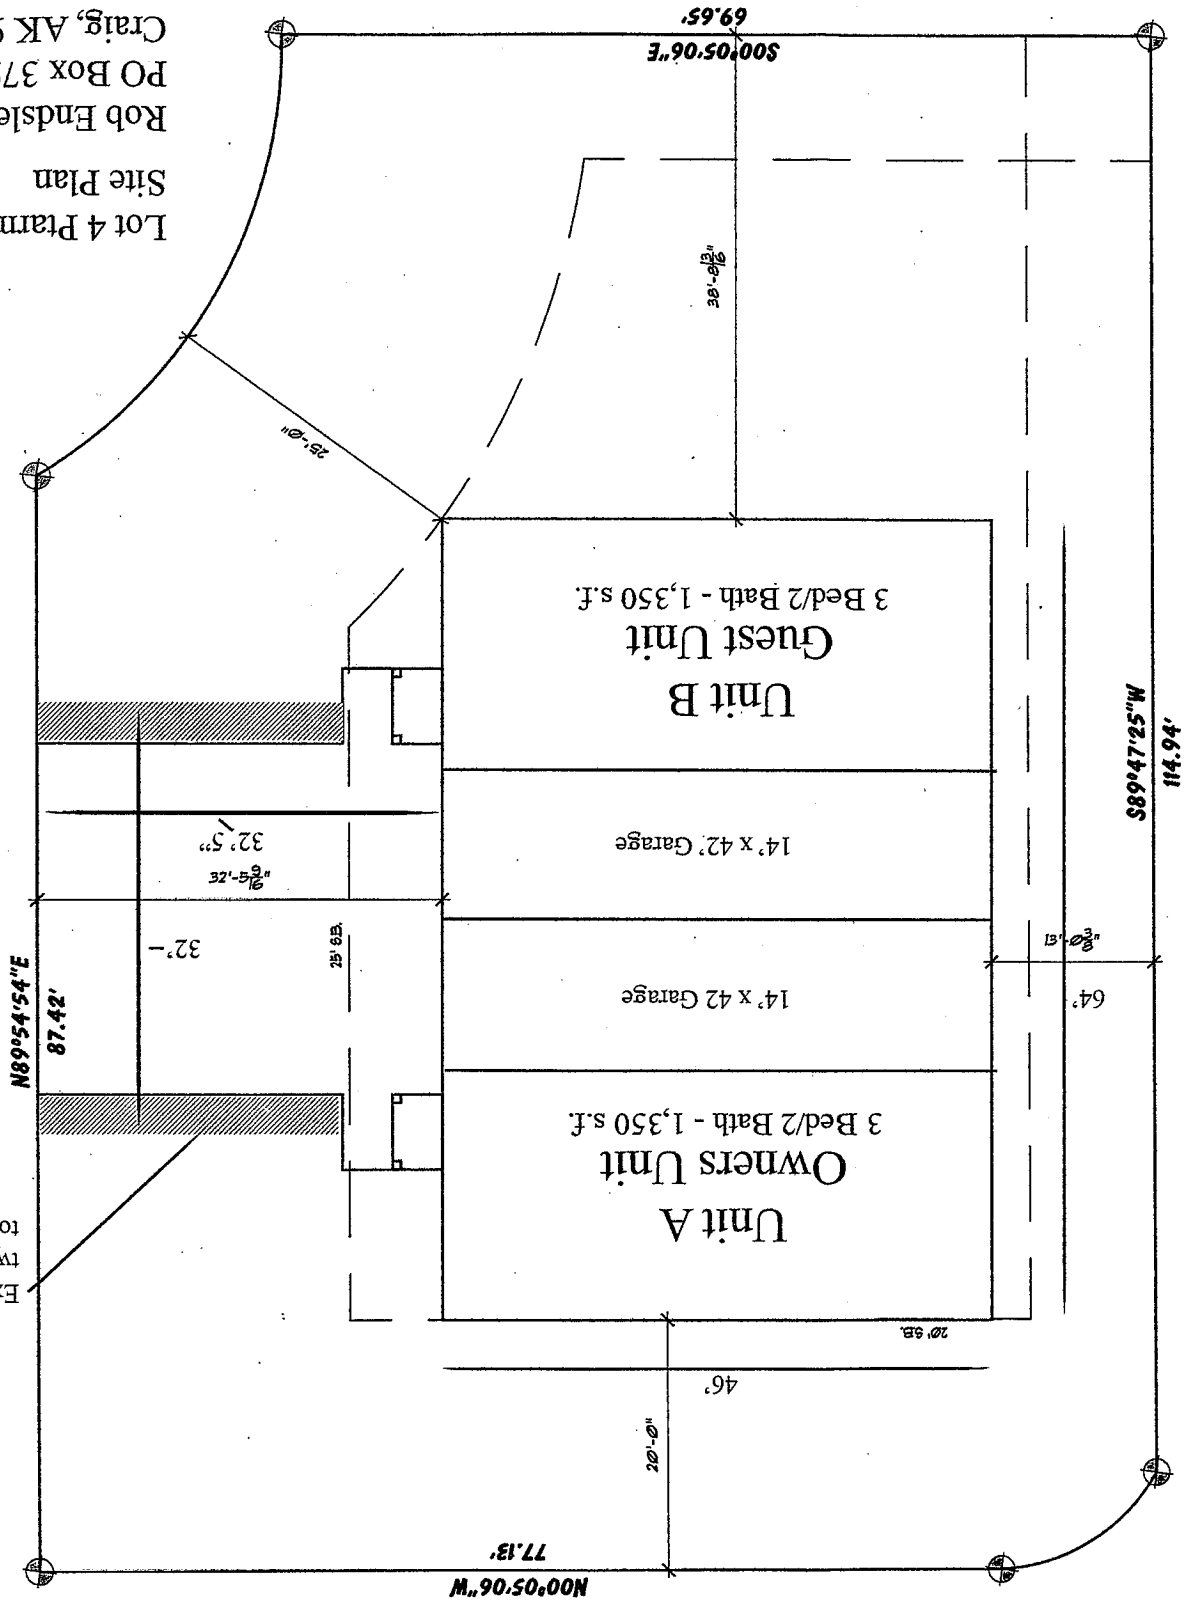 Lot 4 Ptarm
Site Plan
Rob Endsle
PO Box 37
Craig, AK 9
N00°05'06"W
77.13'
20'-0"
46'
20' S.B.
Ex
tw
to
Unit A
Owners Unit
3 Bed/2 Bath - 1,350 s.f.
64'
13'-0 3/8"
14' x 42 Garage
14' x 42' Garage
32'-
25' S.B.
N89°54'54"E
87.42'
32'-5 9/16"
32' 5"
S89°47'25"W
114.94'
Unit B
Guest Unit
3 Bed/2 Bath - 1,350 s.f.
25'-0"
38'-8 13/16"
S00°05'06"E
69.65'